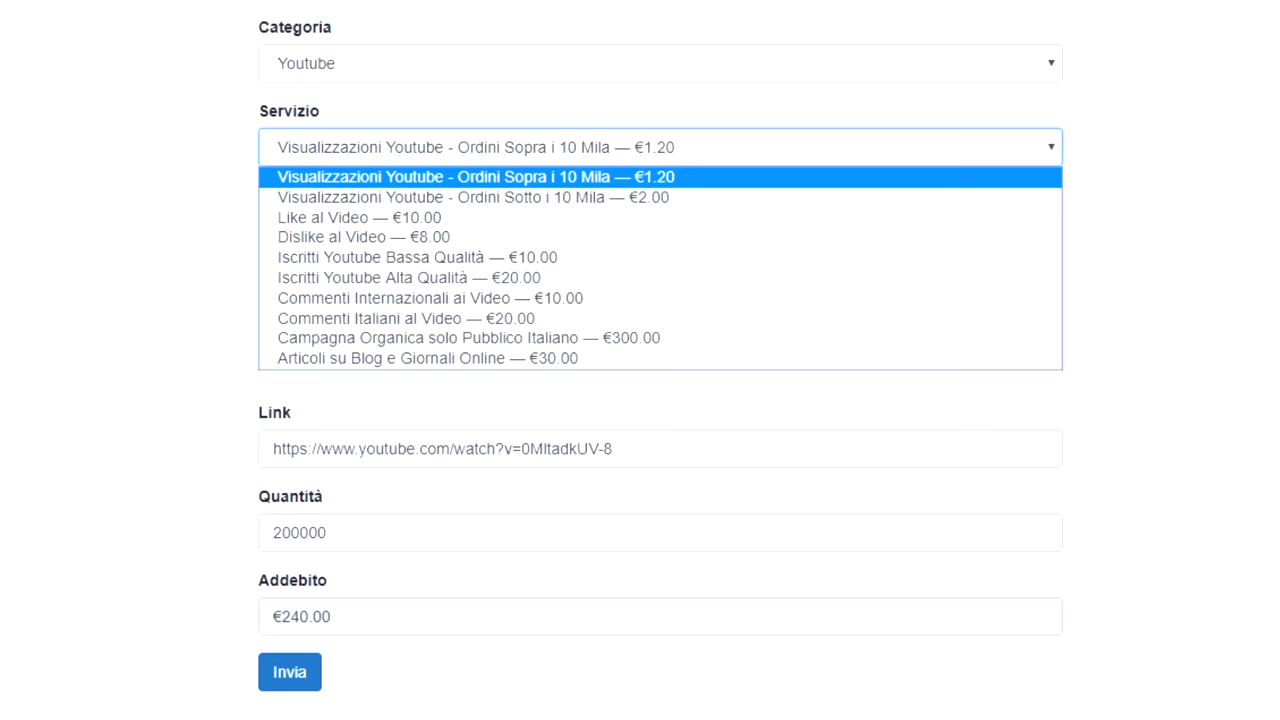 Categoria
Youtube
Servizio
Visualizzazioni Youtube - Ordini Sopra i 10 Mila — €1.20
Visualizzazioni Youtube - Ordini Sopra i 10 Mila — €1.20
Visualizzazioni Youtube - Ordini Sotto i 10 Mila — €2.00
Like al Video — €10.00
Dislike al Video — €8.00
Iscritti Youtube Bassa Qualità — €10.00
Iscritti Youtube Alta Qualità — €20.00
Commenti Internazionali ai Video — €10.00
Commenti Italiani al Video — €20.00
Campagna Organica solo Pubblico Italiano — €300.00
Articoli su Blog e Giornali Online — €30.00
Link
https://www.youtube.com/watch?v=0MltadkUV-8
Quantità
200000
Addebito
€240.00
Invia